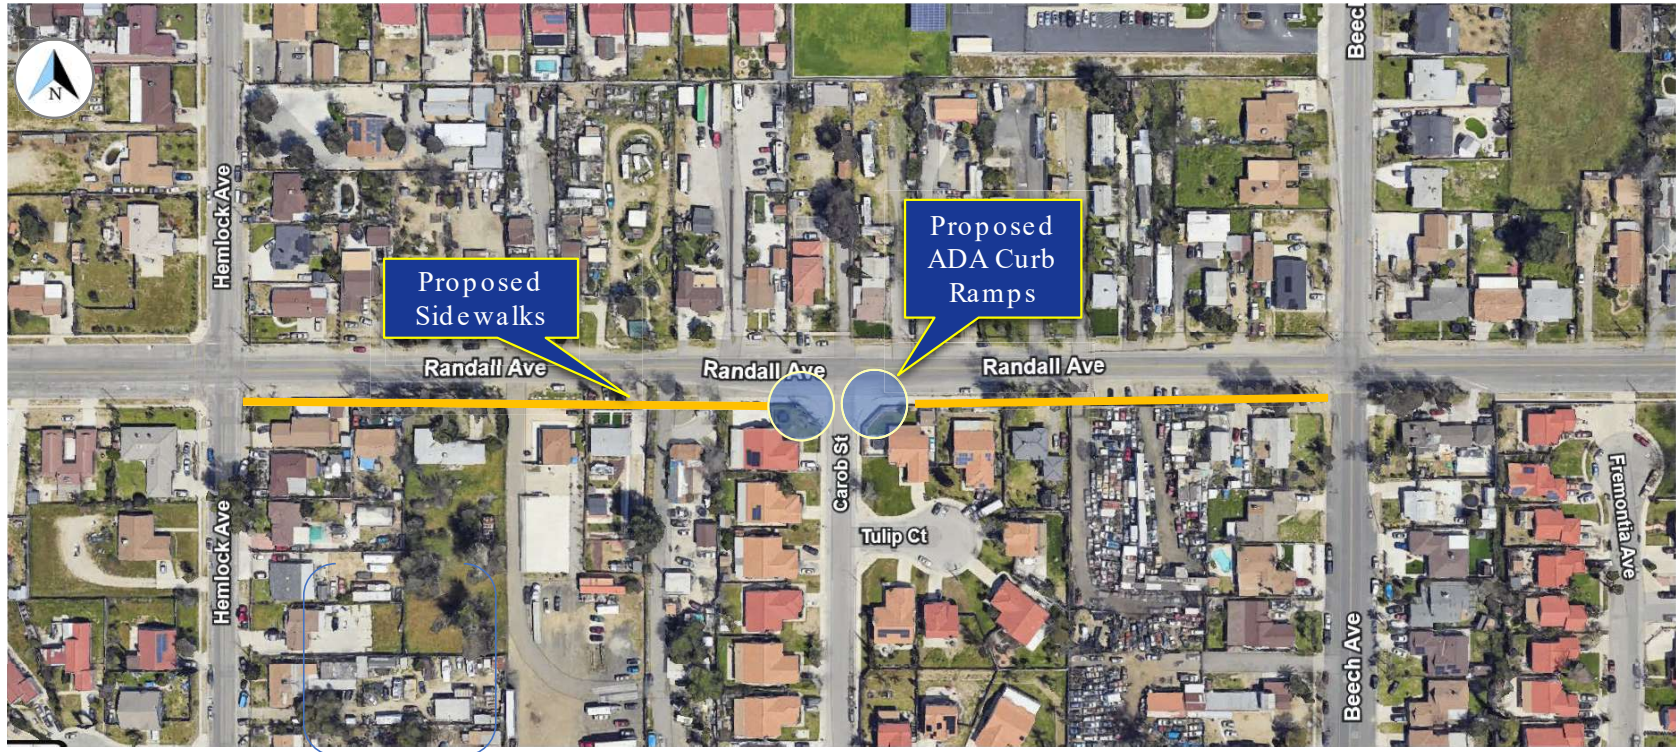 N
Beech
Hemlock Ave
Proposed
ADA Curb
Ramps
Proposed
Sidewalks
Randall Ave
Randall Ave
Randall Ave
Carob St
Tulip Ct
Fremontia Ave
Hemlock Ave
Beech Ave